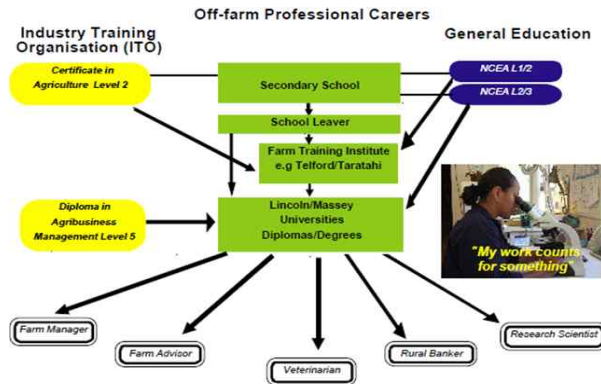 Off-farm Professional Careers
Industry Training
Organisation (ITO)
General Education
Certificate in
Agriculture Level 2
Secondary School
NCEA L1/2
NCEA L2/3
School Leaver
Farm Training Institute
e.g Telford/Taratahi
Diploma in
Agribusiness
Management Level 5
Lincoln/Massey
Universities
Diplomas/Degrees
"My work counts
for something"
Farm Manager
Farm Advisor
Veterinarian
Rural Banker
Research Scientist